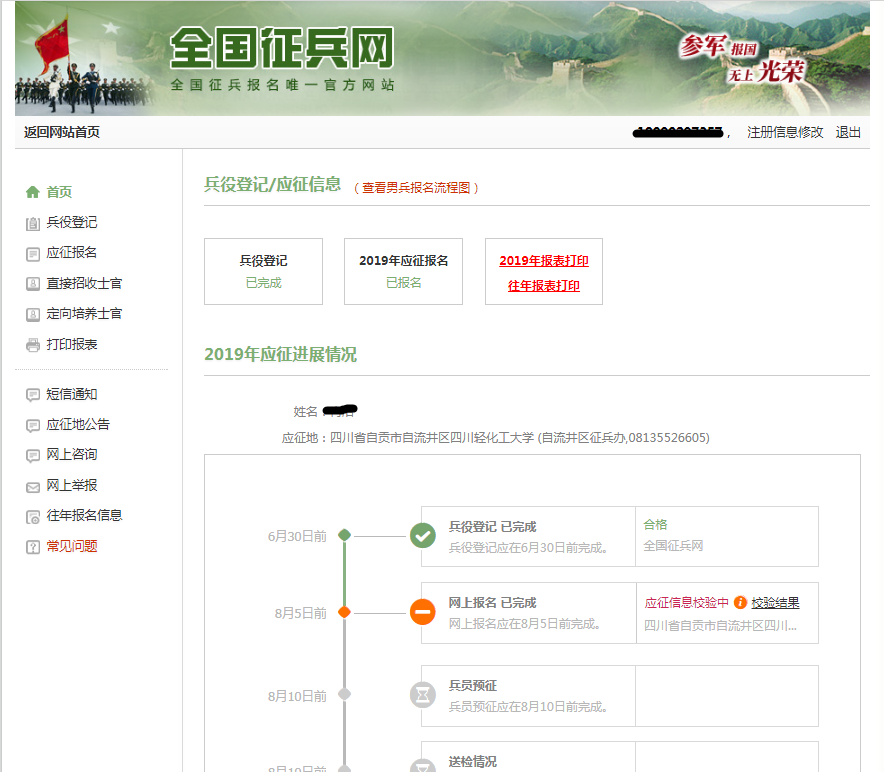 全国征兵网
全国征兵报名唯一官方网站
参军报国
无上光荣
返回网站首页
, 注册信息修改 退出
首页
兵役登记
应征报名
直接招收士官
定向培养士官
打印报表
短信通知
应征地公告
网上咨询
网上举报
往年报名信息
常见问题
兵役登记/应征信息 (查看男兵报名流程图)
兵役登记
已完成
2019年应征报名
已报名
2019年报表打印
往年报表打印
2019年应征进展情况
姓名
应征地:四川省自贡市自流井区四川轻化工大学 (自流井区征兵办,08135526605)
6月30日前
兵役登记 已完成
兵役登记应在6月30日前完成。
合格
全国征兵网
8月5日前
网上报名 已完成
网上报名应在8月5日前完成。
应征信息校验中 校验结果
四川省自贡市自流井区四川...
8月10日前
兵员预征
兵员预征应在8月10日前完成。
8月10日前
送检情况